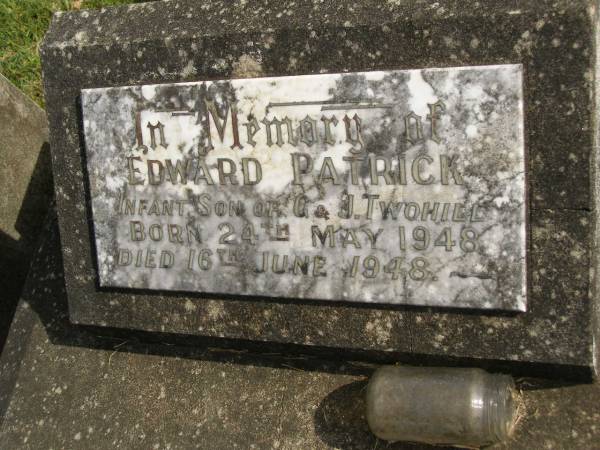 In Memory of
EDWARD PATRICK
INFANT SON OF G & J. TWOHILL
BORN 24TH MAY 1948
DIED 16TH JUNE 1948.